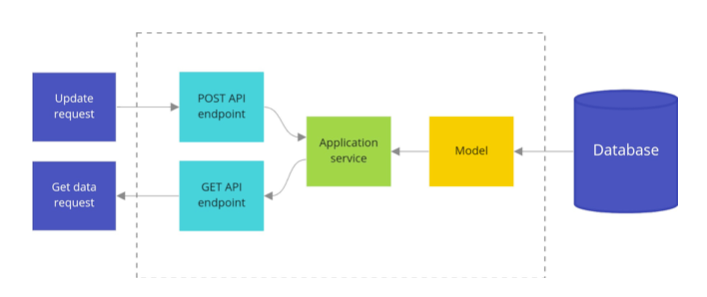 Update
request
POST API
endpoint
Application
service
Model
Database
Get data
request
GET API
endpoint